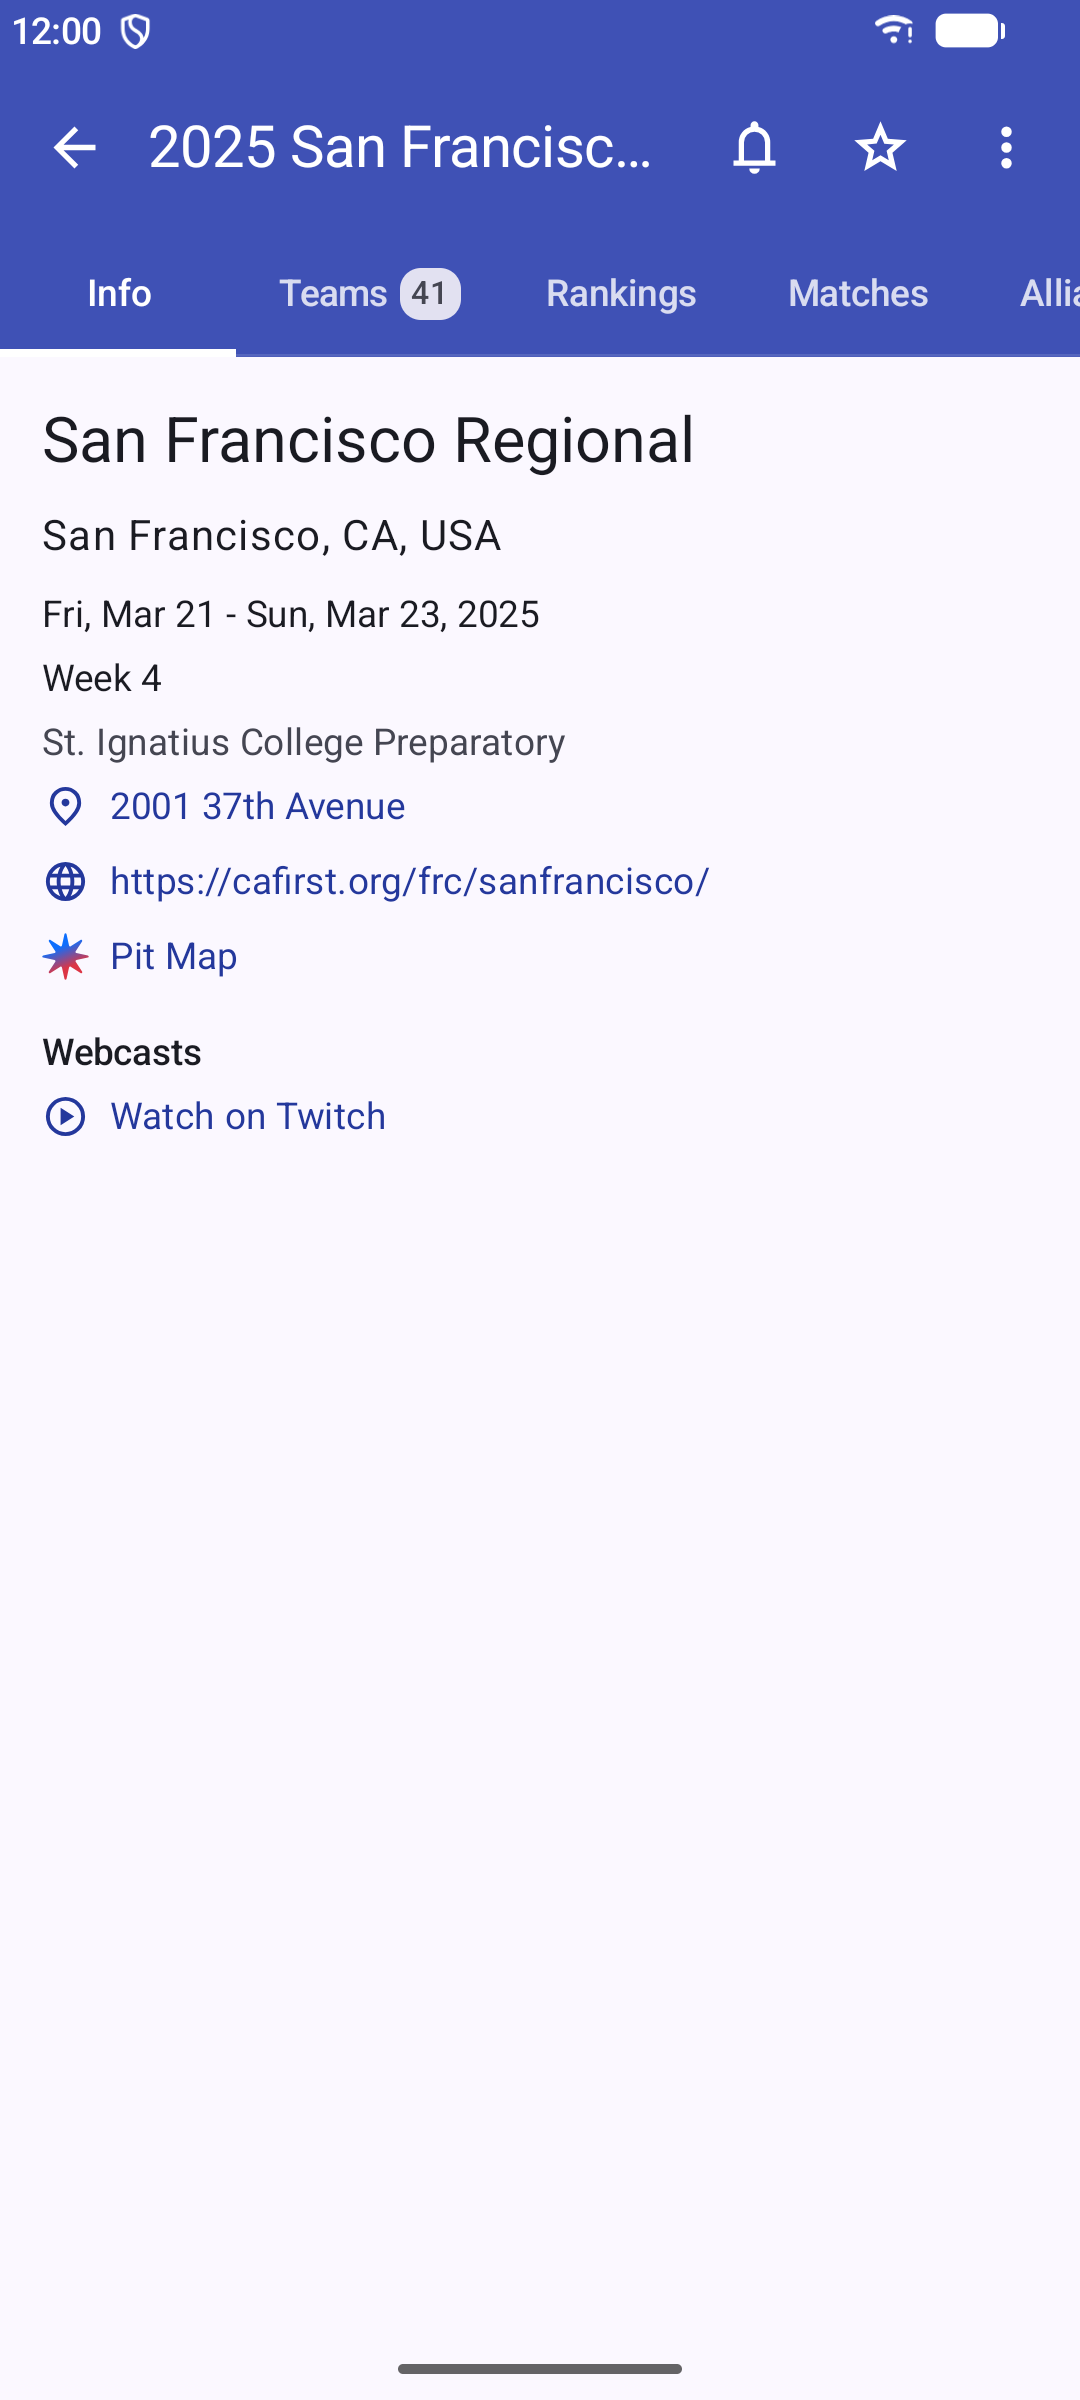 12:00
2025 San Francisc...
Info
Teams 41
Rankings
Matches
Allia
San Francisco Regional
San Francisco, CA, USA
Fri, Mar 21 - Sun, Mar 23, 2025
Week 4
St. Ignatius College Preparatory
2001 37th Avenue
https://cafirst.org/frc/sanfrancisco/
Pit Map
Webcasts
Watch on Twitch